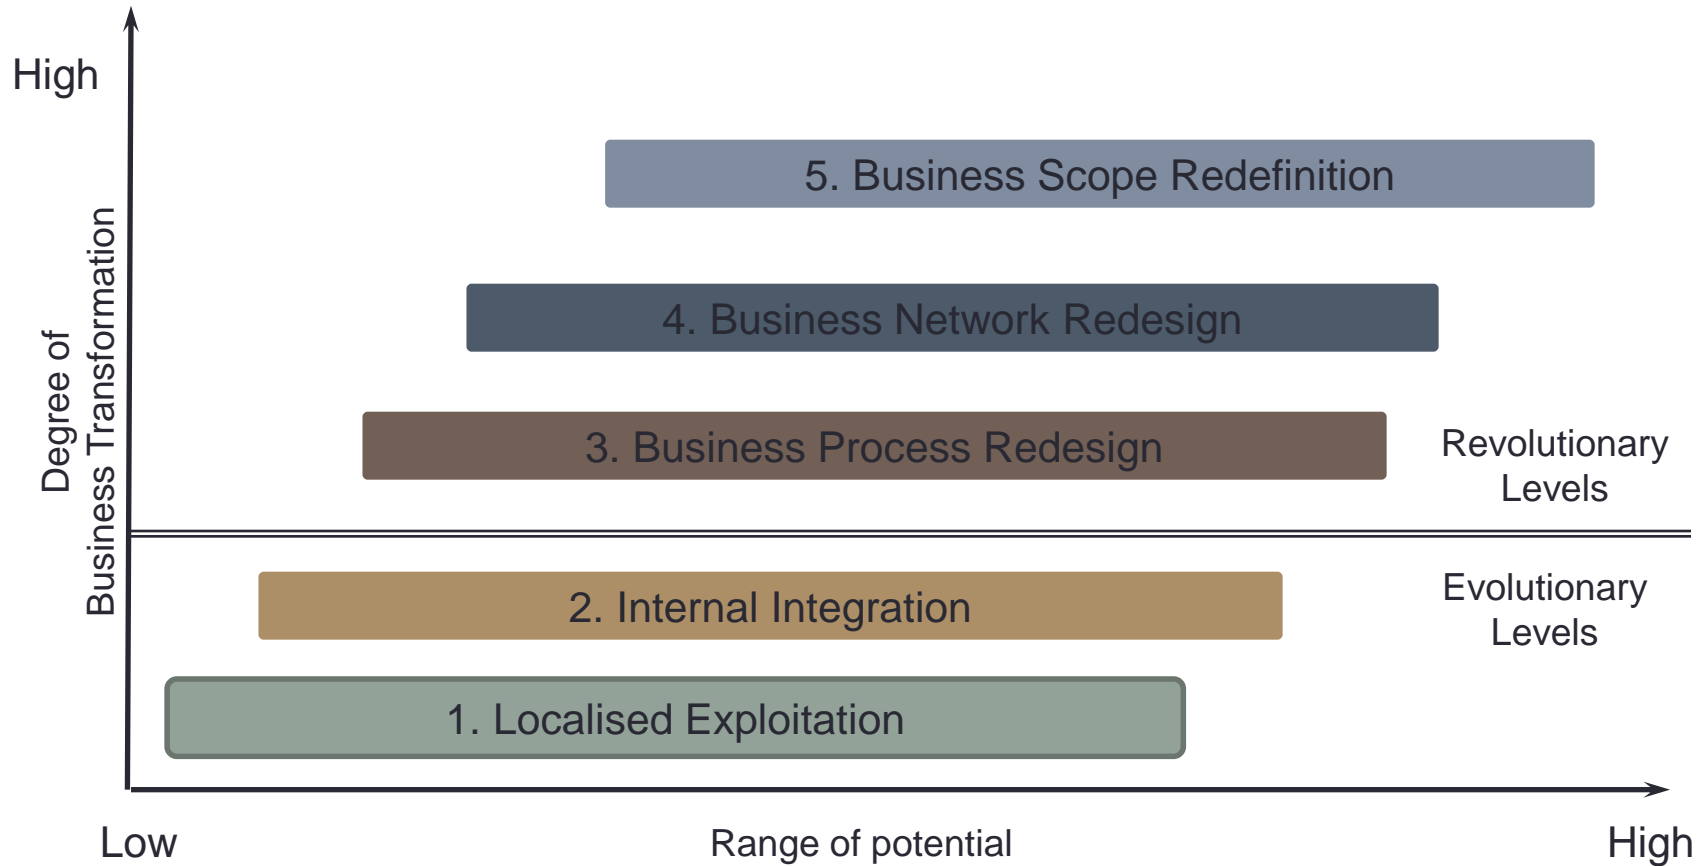 High
5. Business Scope Redefinition
4. Business Network Redesign
Degree of
Business Transformation
3. Business Process Redesign
Revolutionary
Levels
2. Internal Integration
Evolutionary
Levels
1. Localised Exploitation
Low
Range of potential
High